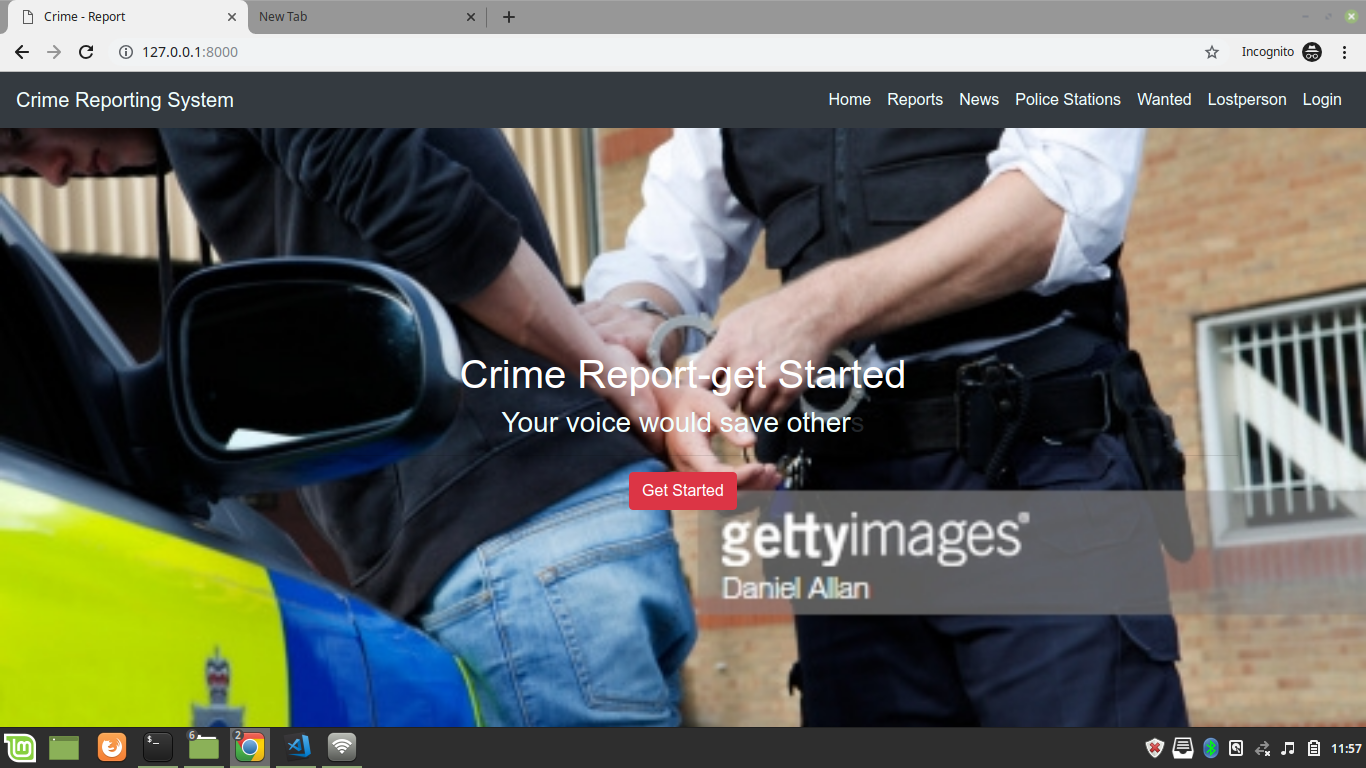 Crime - Report
New Tab
127.0.0.1:8000
Incognito
Crime Reporting System
Home Reports News Police Stations Wanted Lostperson Login
Crime Report-get Started
Your voice would save others
Get Started
gettyimages®
Daniel Allan
$_
6
2
11:57